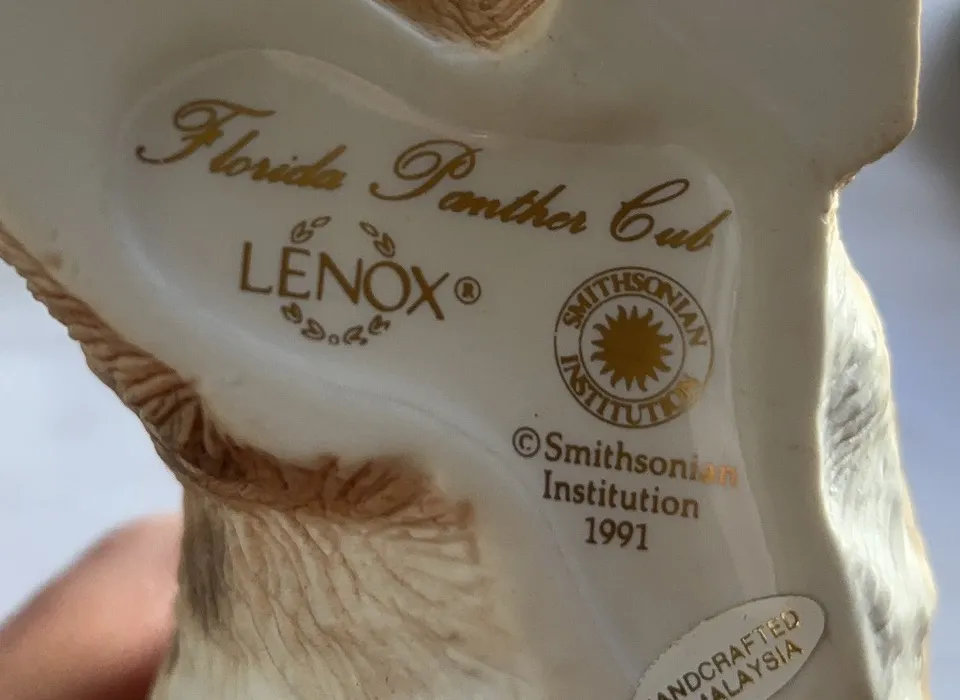 Florida Panther Cub
LENOX®
SMITHSONIAN
INSTITUTION
©Smithsonian
Institution
1991
HANDCRAFTED
MALAYSIA